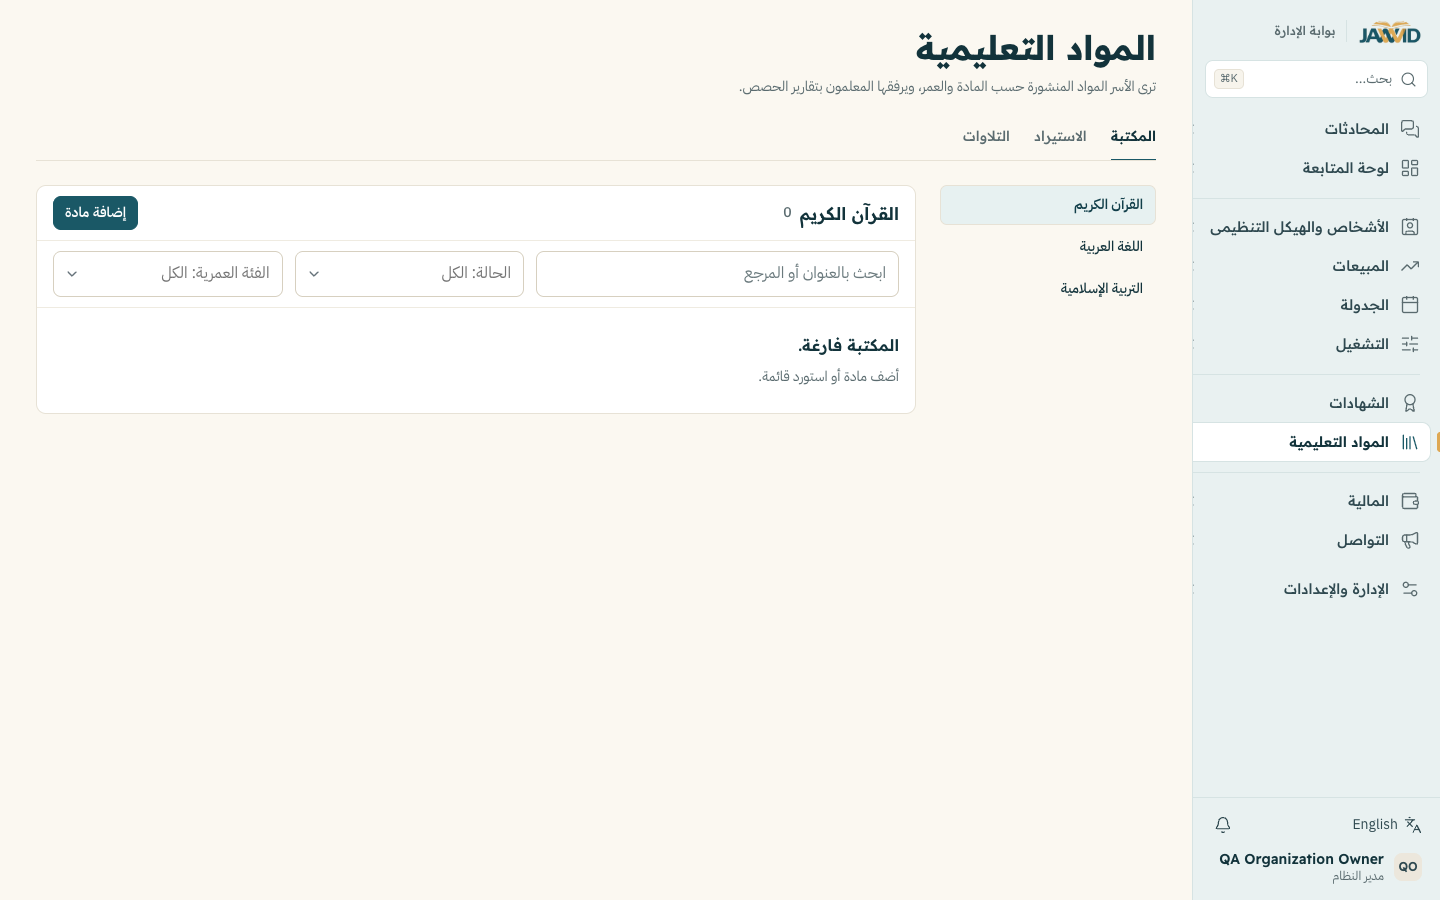 JAWID
بوابة الإدارة
بحث...
⌘K
المحادثات
لوحة المتابعة
الأشخاص والهيكل التنظيمي
المبيعات
الجدولة
التشغيل
الشهادات
المواد التعليمية
المالية
التواصل
الإدارة والإعدادات
English
QA Organization Owner
QO
مدير النظام
المواد التعليمية
ترى الأسر المواد المنشورة حسب المادة والعمر، ويرفقها المعلمون بتقارير الحصص.
المكتبة
الاستيراد
التلاوات
القرآن الكريم
اللغة العربية
التربية الإسلامية
القرآن الكريم 0
إضافة مادة
ابحث بالعنوان أو المرجع
الحالة: الكل
الفئة العمرية: الكل
المكتبة فارغة.
أضف مادة أو استورد قائمة.